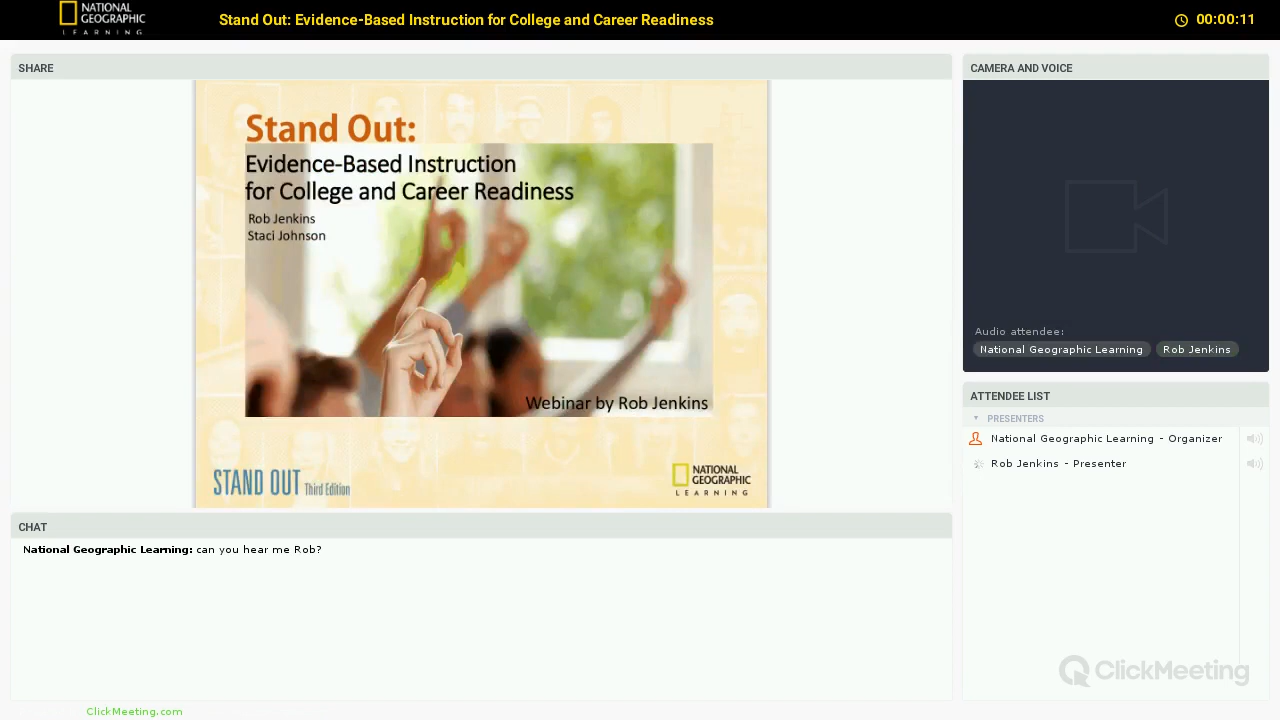 NATIONAL
GEOGRAPHIC
LEARNING
Stand Out: Evidence-Based Instruction for College and Career Readiness
00:00:11
SHARE
Stand Out:
Evidence-Based Instruction
for College and Career Readiness
Rob Jenkins
Staci Johnson
Webinar by Rob Jenkins
STAND OUT Third Edition
NATIONAL
GEOGRAPHIC
LEARNING
CHAT
National Geographic Learning: can you hear me Rob?
CAMERA AND VOICE
Audio attendee:
National Geographic Learning Rob Jenkins
ATTENDEE LIST
PRESENTERS
National Geographic Learning - Organizer
Rob Jenkins - Presenter
ClickMeeting
ClickMeeting.com